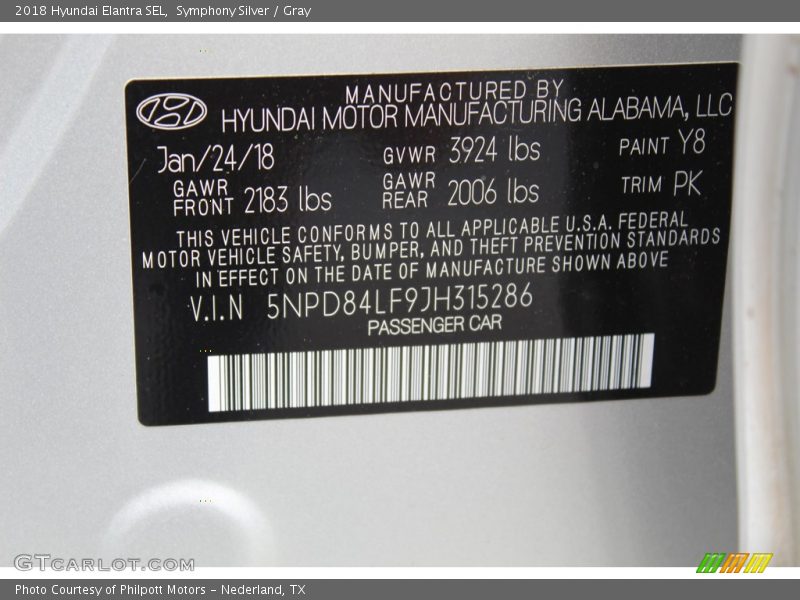 2018 Hyundai Elantra SEL,  Symphony Silver / Gray
MANUFACTURED BY
HYUNDAI MOTOR MANUFACTURING ALABAMA, LLC
Jan/24/18 GVWR 3924 lbs PAINT Y8
GAWR FRONT 2183 lbs GAWR REAR 2006 lbs TRIM PK
THIS VEHICLE CONFORMS TO ALL APPLICABLE U.S.A. FEDERAL
MOTOR VEHICLE SAFETY, BUMPER, AND THEFT PREVENTION STANDARDS
IN EFFECT ON THE DATE OF MANUFACTURE SHOWN ABOVE
V.I.N 5NPD84LF9JH315286
PASSENGER CAR
GTCARLOT.COM
Photo Courtesy of Philpott Motors - Nederland, TX